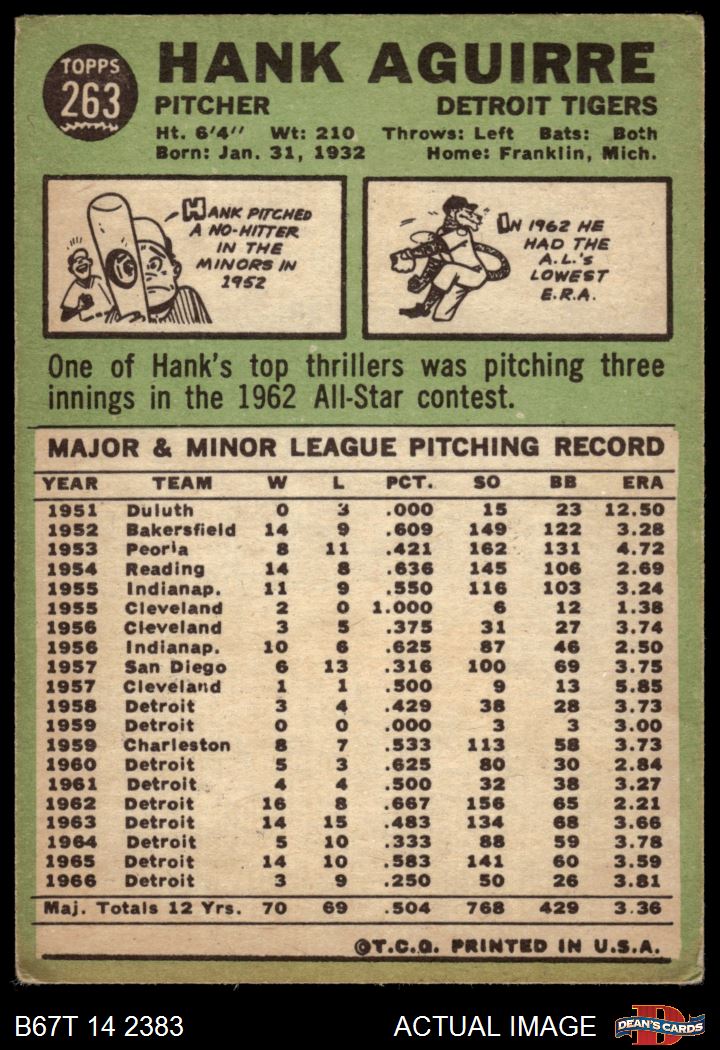 TOPPS
263
HANK AGUIRRE
PITCHER DETROIT TIGERS
Ht. 6'4" Wt: 210 Throws: Left Bats: Both
Born: Jan. 31, 1932 Home: Franklin, Mich.
HANK PITCHED
A NO-HITTER
IN THE
MINORS IN
1952
IN 1962 HE
HAD THE
A.L.'s
LOWEST
E.R.A.
One of Hank's top thrillers was pitching three
innings in the 1962 All-Star contest.
MAJOR & MINOR LEAGUE PITCHING RECORD
YEAR TEAM W L PCT. SO BB ERA
1951 Duluth 0 3 .000 15 23 12.50
1952 Bakersfield 14 9 .609 149 122 3.28
1953 Peoria 8 11 .421 162 131 4.72
1954 Reading 14 8 .636 145 106 2.69
1955 Indianap. 11 9 .550 116 103 3.24
1955 Cleveland 2 0 1.000 6 12 1.38
1956 Cleveland 3 5 .375 31 27 3.74
1956 Indianap. 10 6 .625 87 46 2.50
1957 San Diego 6 13 .316 100 69 3.75
1957 Cleveland 1 1 .500 9 13 5.85
1958 Detroit 3 4 .429 38 28 3.73
1959 Detroit 0 0 .000 3 3 3.00
1959 Charleston 8 7 .533 113 58 3.73
1960 Detroit 5 3 .625 80 30 2.84
1961 Detroit 4 4 .500 32 38 3.27
1962 Detroit 16 8 .667 156 65 2.21
1963 Detroit 14 15 .483 134 68 3.66
1964 Detroit 5 10 .333 88 59 3.78
1965 Detroit 14 10 .583 141 60 3.59
1966 Detroit 3 9 .250 50 26 3.81
Maj. Totals 12 Yrs. 70 69 .504 768 429 3.36
©T.C.G. PRINTED IN U.S.A.
B67T 14 2383 ACTUAL IMAGE
DEAN'S CARDS